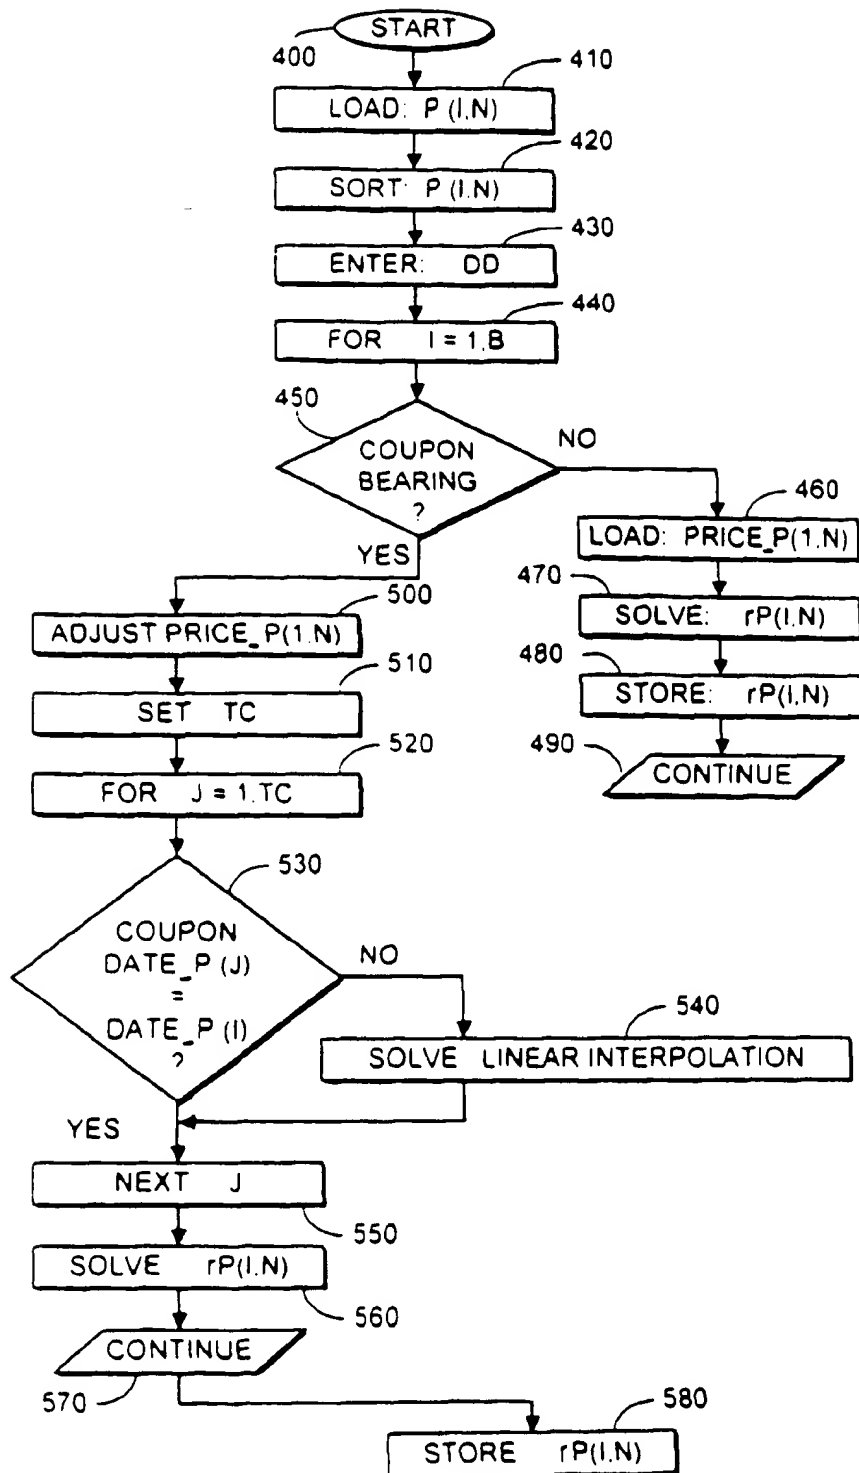 START
400
410
LOAD: P (I,N)
420
SORT: P (I,N)
430
ENTER: DD
440
FOR I = 1,B
450
COUPON
BEARING
?
NO
YES
460
LOAD: PRICE_P(1,N)
470
SOLVE: rP(I,N)
480
STORE: rP(I,N)
490
CONTINUE
500
ADJUST PRICE_P(1,N)
510
SET TC
520
FOR J = 1,TC
530
COUPON
DATE_P (J)
=
DATE_P (I)
?
NO
540
SOLVE LINEAR INTERPOLATION
YES
NEXT J
550
SOLVE rP(I,N)
560
CONTINUE
570
580
STORE rP(I,N)